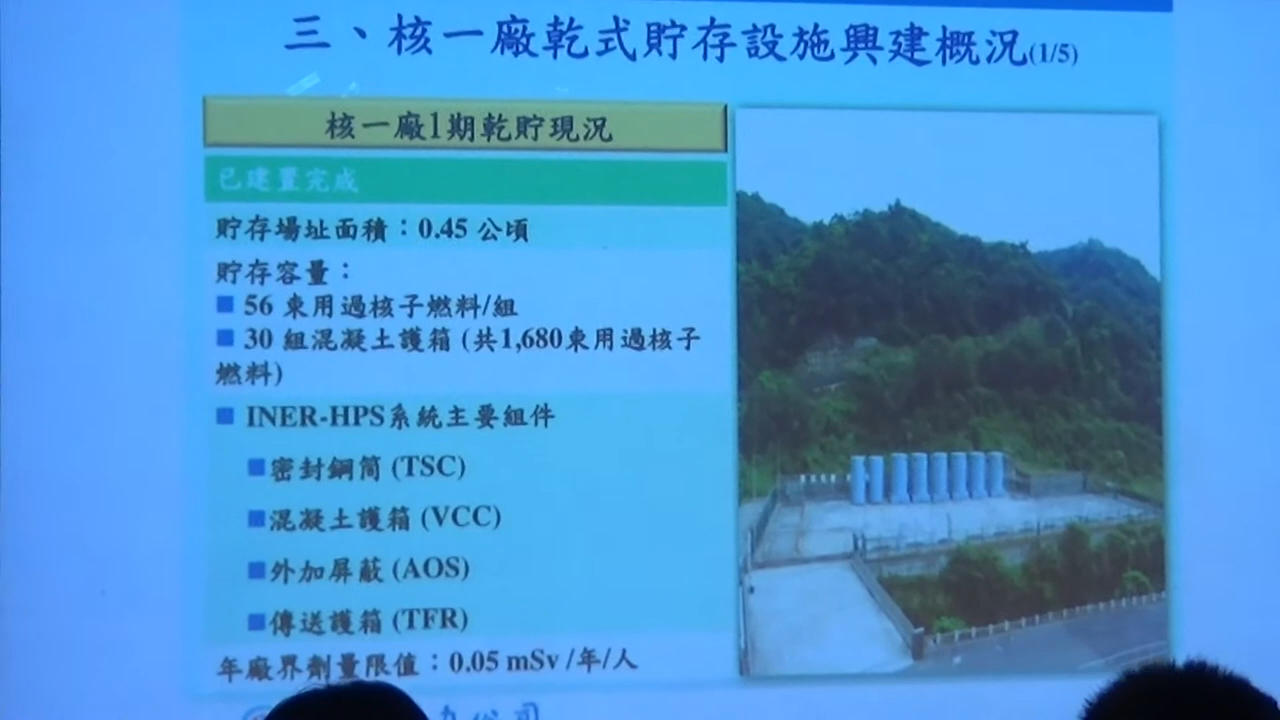 三、核一廠乾式貯存設施興建概況(1/5)
核一廠1期乾貯現況
已建置完成
貯存場址面積：0.45 公頃
貯存容量：
■ 56 束用過核子燃料/組
■ 30 組混凝土護箱 (共1,680束用過核子
燃料)
■ INER-HPS系統主要組件
■密封鋼筒 (TSC)
■混凝土護箱 (VCC)
■外加屏蔽 (AOS)
■傳送護箱 (TFR)
年廠界劑量限值：0.05 mSv /年/人
公司